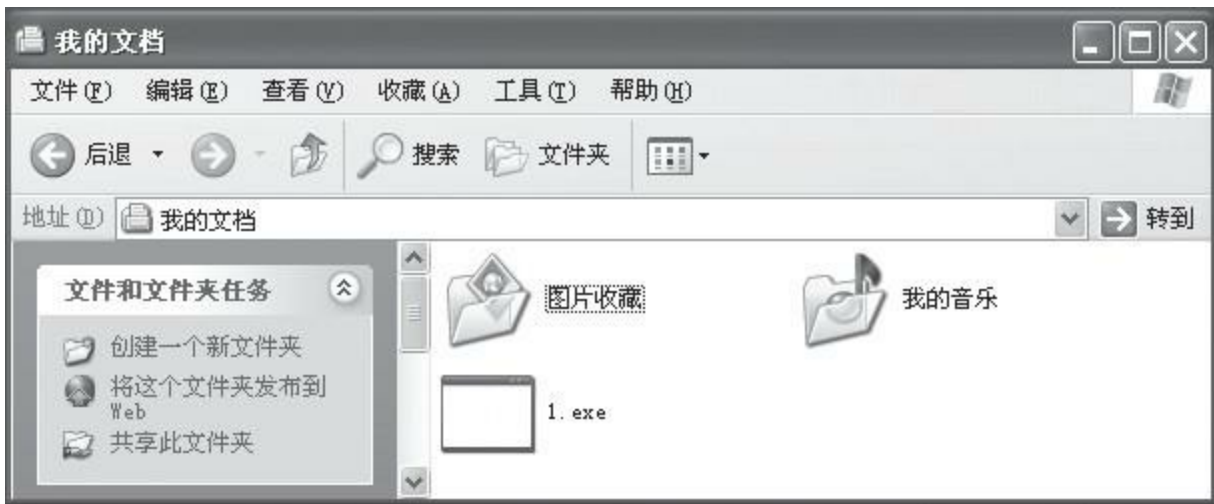 我的文档
文件(F) 编辑(E) 查看(V) 收藏(A) 工具(T) 帮助(H)
后退 搜索 文件夹
地址(D) 我的文档 转到
文件和文件夹任务
创建一个新文件夹
将这个文件夹发布到
Web
共享此文件夹
图片收藏
我的音乐
1.exe